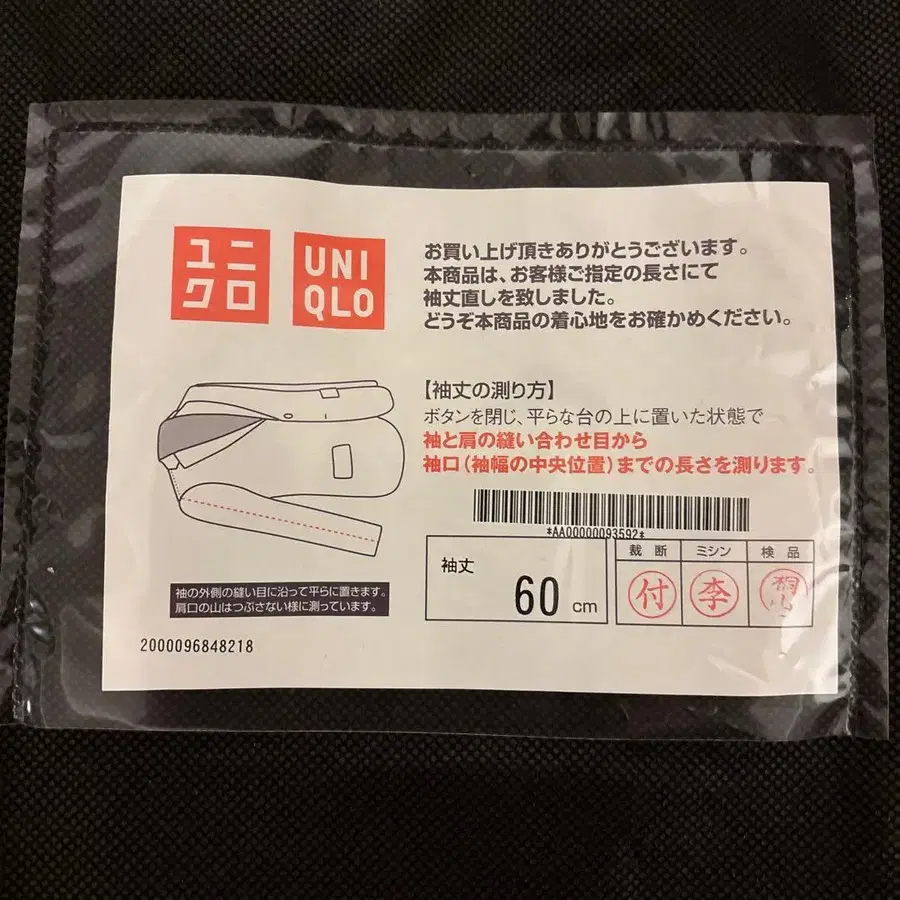 ユニ
クロ
UNI
QLO
お買い上げ頂きありがとうございます。
本商品は、お客様ご指定の長さにて
袖丈直しを致しました。
どうぞ本商品の着心地をお確かめください。
【袖丈の測り方】
ボタンを閉じ、平らな台の上に置いた状態で
袖と肩の縫い合わせ目から
袖口(袖幅の中央位置)までの長さを測ります。
*AA00000093592*
袖丈
60 cm
裁断 ミシン 検品
付 李
袖の外側の縫い目に沿って平らに置きます。
肩口の山はつぶさない様に測っています。
2000096848218